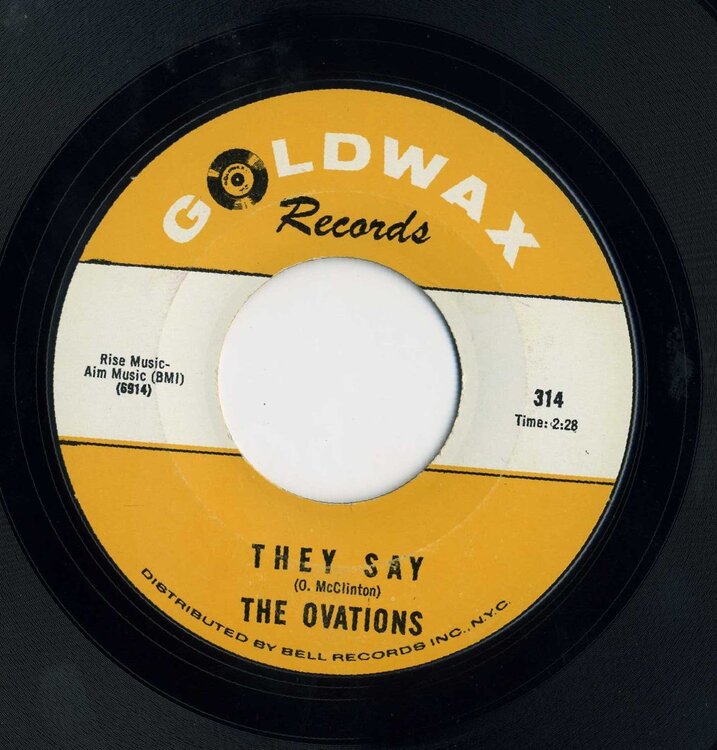 GOLDWAX
Records
Rise Music-
Aim Music (BMI)
(6914)
314
Time: 2:28
THEY SAY
(O. McClinton)
THE OVATIONS
DISTRIBUTED BY BELL RECORDS INC., N.Y.C.